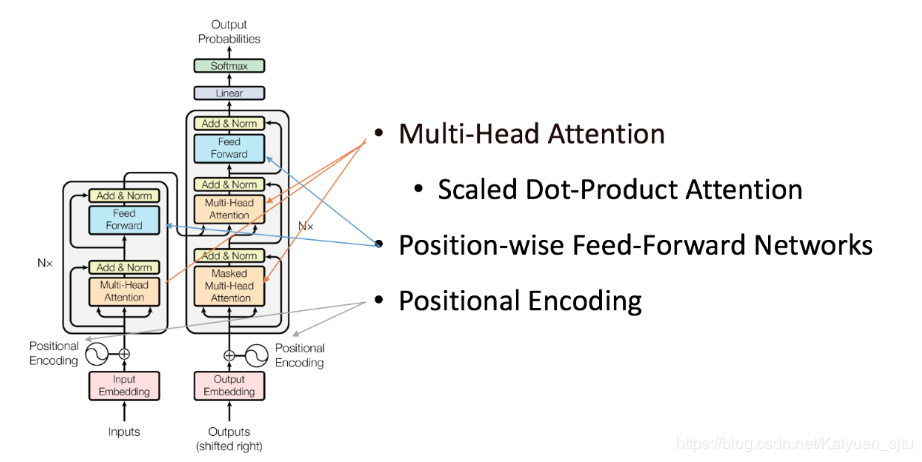 Output
Probabilities
Softmax
Linear
Add & Norm
Feed
Forward
Add & Norm
Multi-Head
Attention
Nx
Add & Norm
Masked
Multi-Head
Attention
Add & Norm
Feed
Forward
Nx
Add & Norm
Multi-Head
Attention
Positional
Encoding
Positional
Encoding
Input
Embedding
Output
Embedding
Inputs
Outputs
(shifted right)
• Multi-Head Attention
• Scaled Dot-Product Attention
• Position-wise Feed-Forward Networks
• Positional Encoding
https://blog.csdn.net/Kaiyuan_sjtu